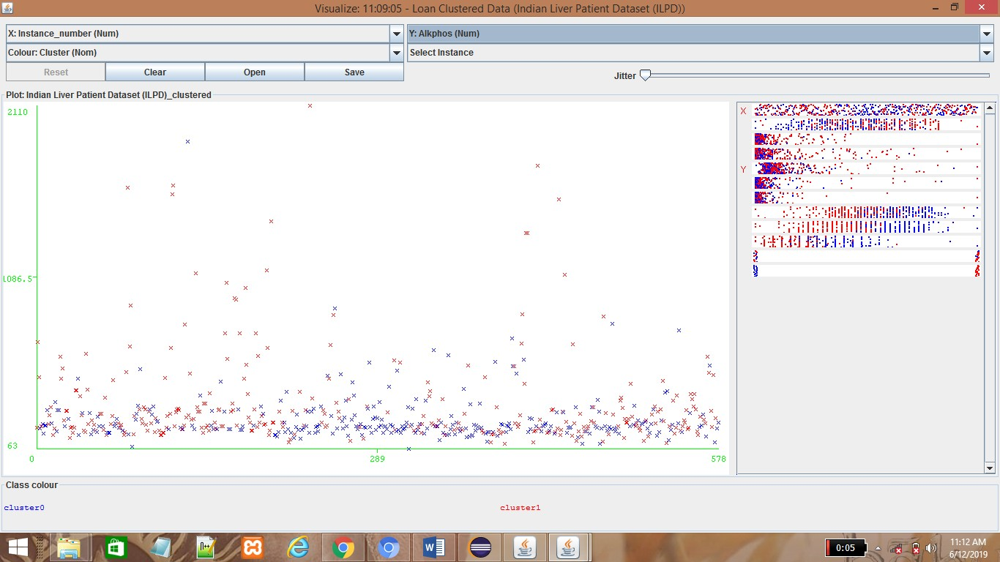 Visualize: 11:09:05 - Loan Clustered Data (Indian Liver Patient Dataset (ILPD))
X: Instance_number (Num)
Y: Alkphos (Num)
Colour: Cluster (Nom)
Select Instance
Reset
Clear
Open
Save
Jitter
Plot: Indian Liver Patient Dataset (ILPD)_clustered
2110
1086.5
63
0
289
578
X
Y
Class colour
cluster0
cluster1
0:05
11:12 AM
6/12/2019